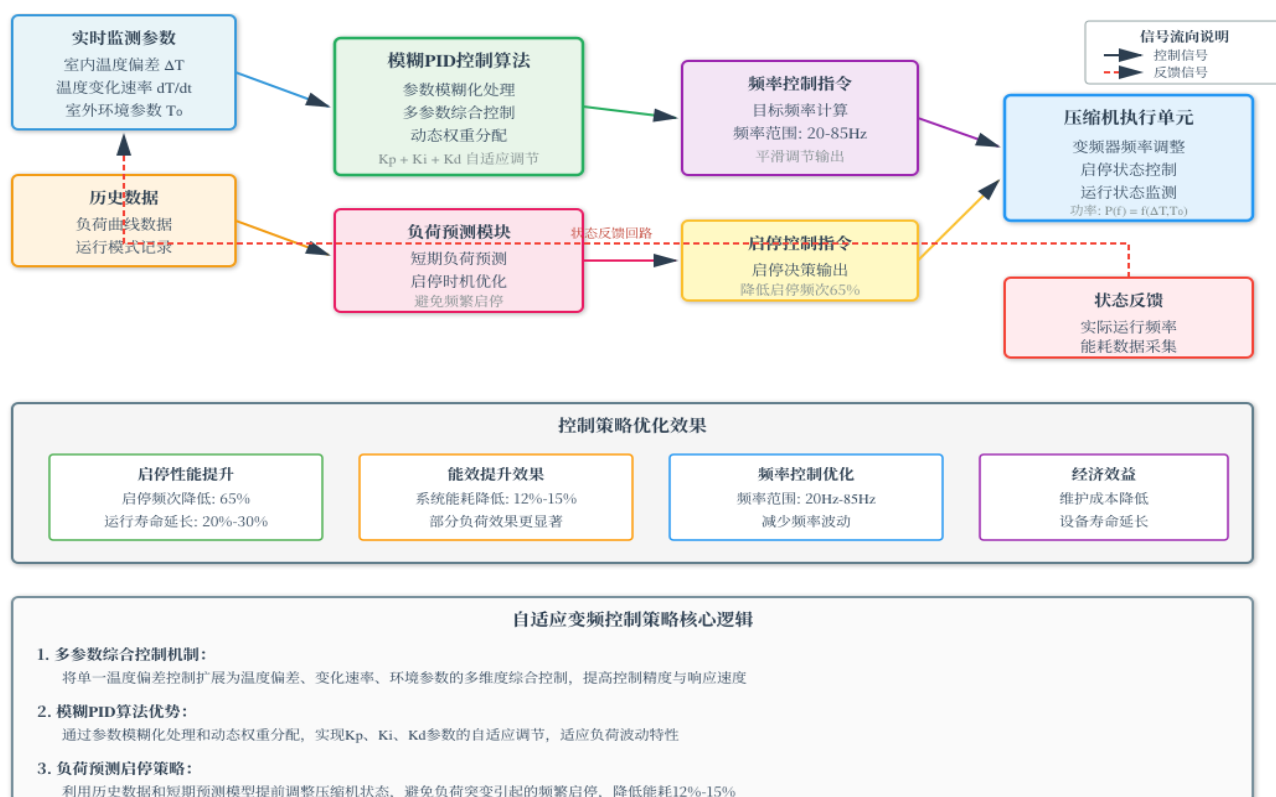 实时监测参数
室内温度偏差 ΔT
温度变化速率 dT/dt
室外环境参数 T₀
模糊PID控制算法
参数模糊化处理
多参数综合控制
动态权重分配
Kp + Ki + Kd 自适应调节
频率控制指令
目标频率计算
频率范围: 20-85Hz
平滑调节输出
信号流向说明
控制信号
反馈信号
压缩机执行单元
变频器频率调整
启停状态控制
运行状态监测
功率: P(f) = f(ΔT,T₀)
历史数据
负荷曲线数据
运行模式记录
负荷预测模块
短期负荷预测
启停时机优化
避免频繁启停
状态反馈回路
启停控制指令
启停决策输出
降低启停频次65%
状态反馈
实际运行频率
能耗数据采集
控制策略优化效果
启停性能提升
启停频次降低: 65%
运行寿命延长: 20%-30%
能效提升效果
系统能耗降低: 12%-15%
部分负荷效果更显著
频率控制优化
频率范围: 20Hz-85Hz
减少频率波动
经济效益
维护成本降低
设备寿命延长
自适应变频控制策略核心逻辑
1. 多参数综合控制机制:
将单一温度偏差控制扩展为温度偏差、变化速率、环境参数的多维度综合控制，提高控制精度与响应速度
2. 模糊PID算法优势:
通过参数模糊化处理和动态权重分配，实现Kp、Ki、Kd参数的自适应调节，适应负荷波动特性
3. 负荷预测启停策略:
利用历史数据和短期预测模型提前调整压缩机状态，避免负荷突变引起的频繁启停，降低能耗12%-15%